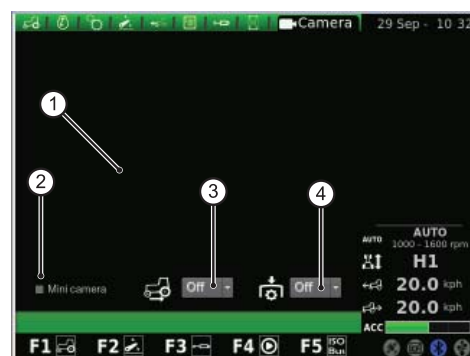 Camera 29 Sep - 10 32
1
2
3
4
Mini camera
Off
Off
AUTO AUTO
1000 - 1600 rpm
H1
20.0 kph
20.0 kph
ACC
F1 F2 F3 F4 F5 ISO
Bus